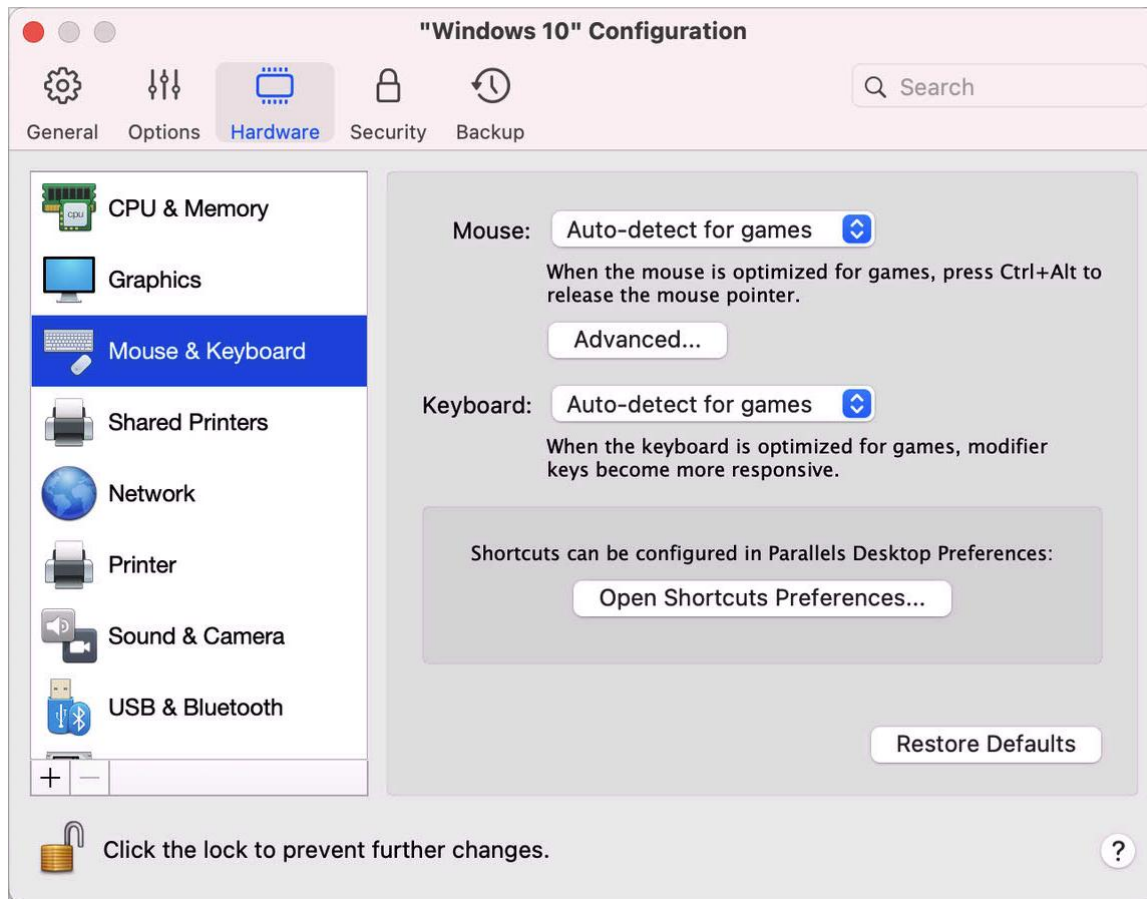 "Windows 10" Configuration
General Options Hardware Security Backup
Search
CPU & Memory
Graphics
Mouse & Keyboard
Shared Printers
Network
Printer
Sound & Camera
USB & Bluetooth
Mouse: Auto-detect for games
When the mouse is optimized for games, press Ctrl+Alt to
release the mouse pointer.
Advanced...
Keyboard: Auto-detect for games
When the keyboard is optimized for games, modifier
keys become more responsive.
Shortcuts can be configured in Parallels Desktop Preferences:
Open Shortcuts Preferences...
Restore Defaults
Click the lock to prevent further changes.
?